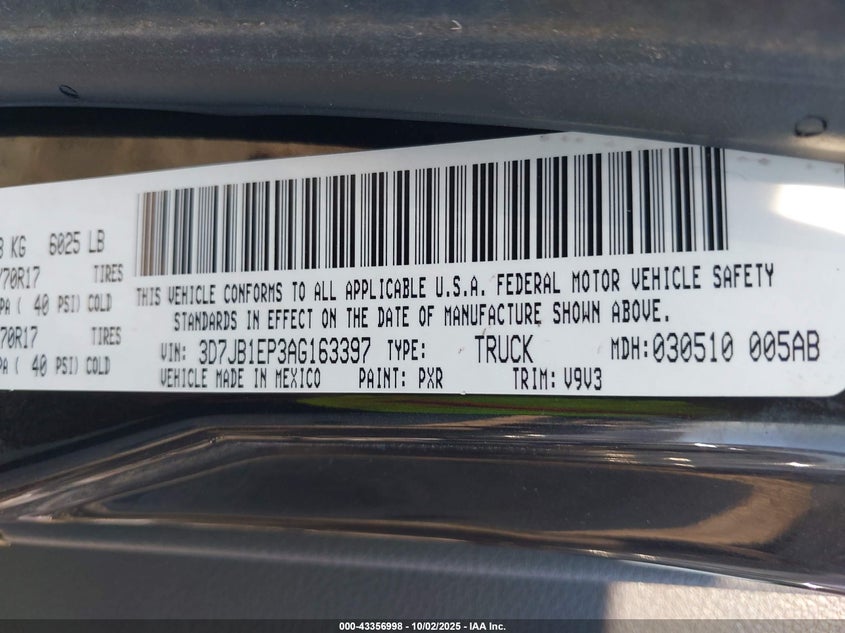 8 KG 6025 LB
/70R17 TIRES
PA ( 40 PSI) COLD
70R17 TIRES
PA ( 40 PSI) COLD
THIS VEHICLE CONFORMS TO ALL APPLICABLE U.S.A. FEDERAL MOTOR VEHICLE SAFETY
STANDARDS IN EFFECT ON THE DATE OF MANUFACTURE SHOWN ABOVE.
VIN: 3D7JB1EP3AG163397 TYPE: TRUCK MDH:030510 005AB
VEHICLE MADE IN MEXICO PAINT: PXR TRIM: V9V3
000-43356998 - 10/02/2025 - IAA Inc.